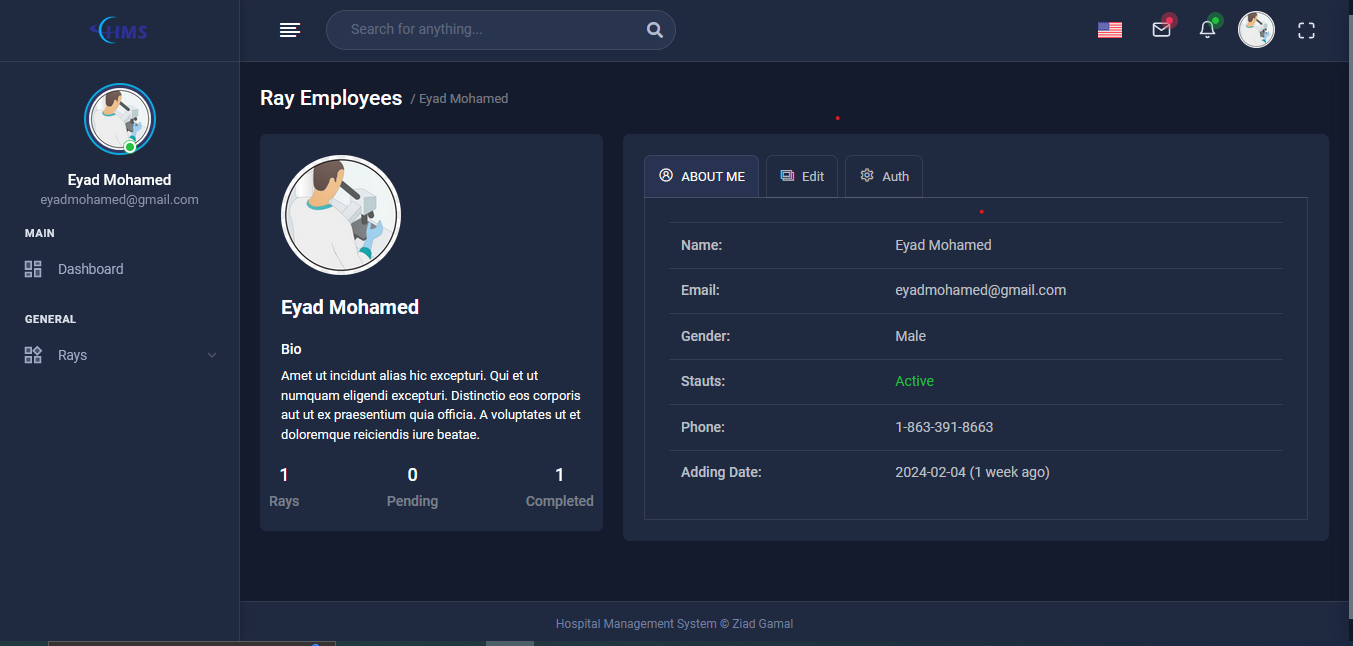 HMS
Search for anything...
Eyad Mohamed
eyadmohamed@gmail.com
MAIN
Dashboard
GENERAL
Rays
Ray Employees / Eyad Mohamed
Eyad Mohamed
Bio
Amet ut incidunt alias hic excepturi. Qui et ut
numquam eligendi excepturi. Distinctio eos corporis
aut ut ex praesentium quia officia. A voluptates ut et
doloremque reiciendis iure beatae.
1 0 1
Rays Pending Completed
ABOUT ME Edit Auth
Name: Eyad Mohamed
Email: eyadmohamed@gmail.com
Gender: Male
Stauts: Active
Phone: 1-863-391-8663
Adding Date: 2024-02-04 (1 week ago)
Hospital Management System © Ziad Gamal